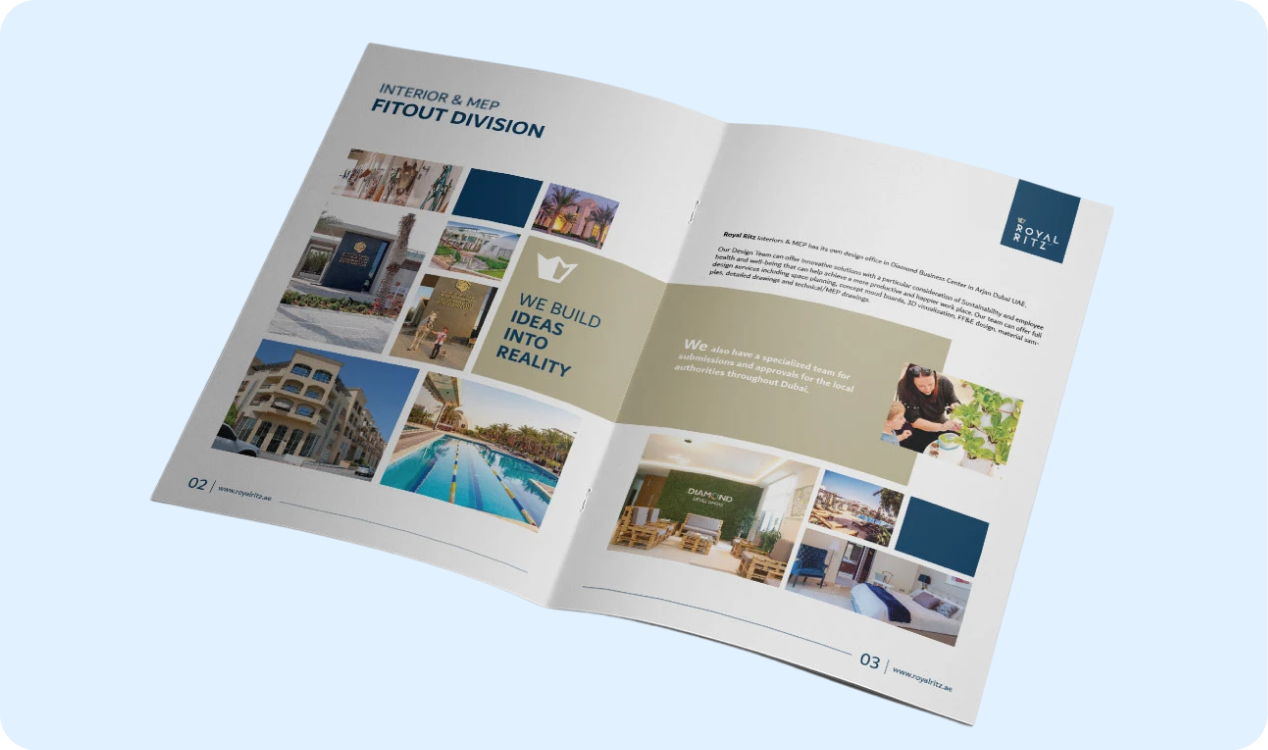 INTERIOR & MEP
FITOUT DIVISION
WE BUILD
IDEAS
INTO
REALITY
02 | www.royalritz.ae
ROYAL
RITZ
Royal Ritz Interiors & MEP has its own design office in Diamond Business Center in Arjan Dubai UAE.
Our Design Team can offer innovative solutions with a particular consideration of Sustainability and employee
health and well-being that can help achieve a more productive and happier work place. Our team can offer full
design services including space planning, concept mood boards, 3D visualization, FF&E design, material sam-
ples, detailed drawings and technical/MEP drawings.
We also have a specialized team for
submissions and approvals for the local
authorities throughout Dubai.
DIAMOND
03 | www.royalritz.ae